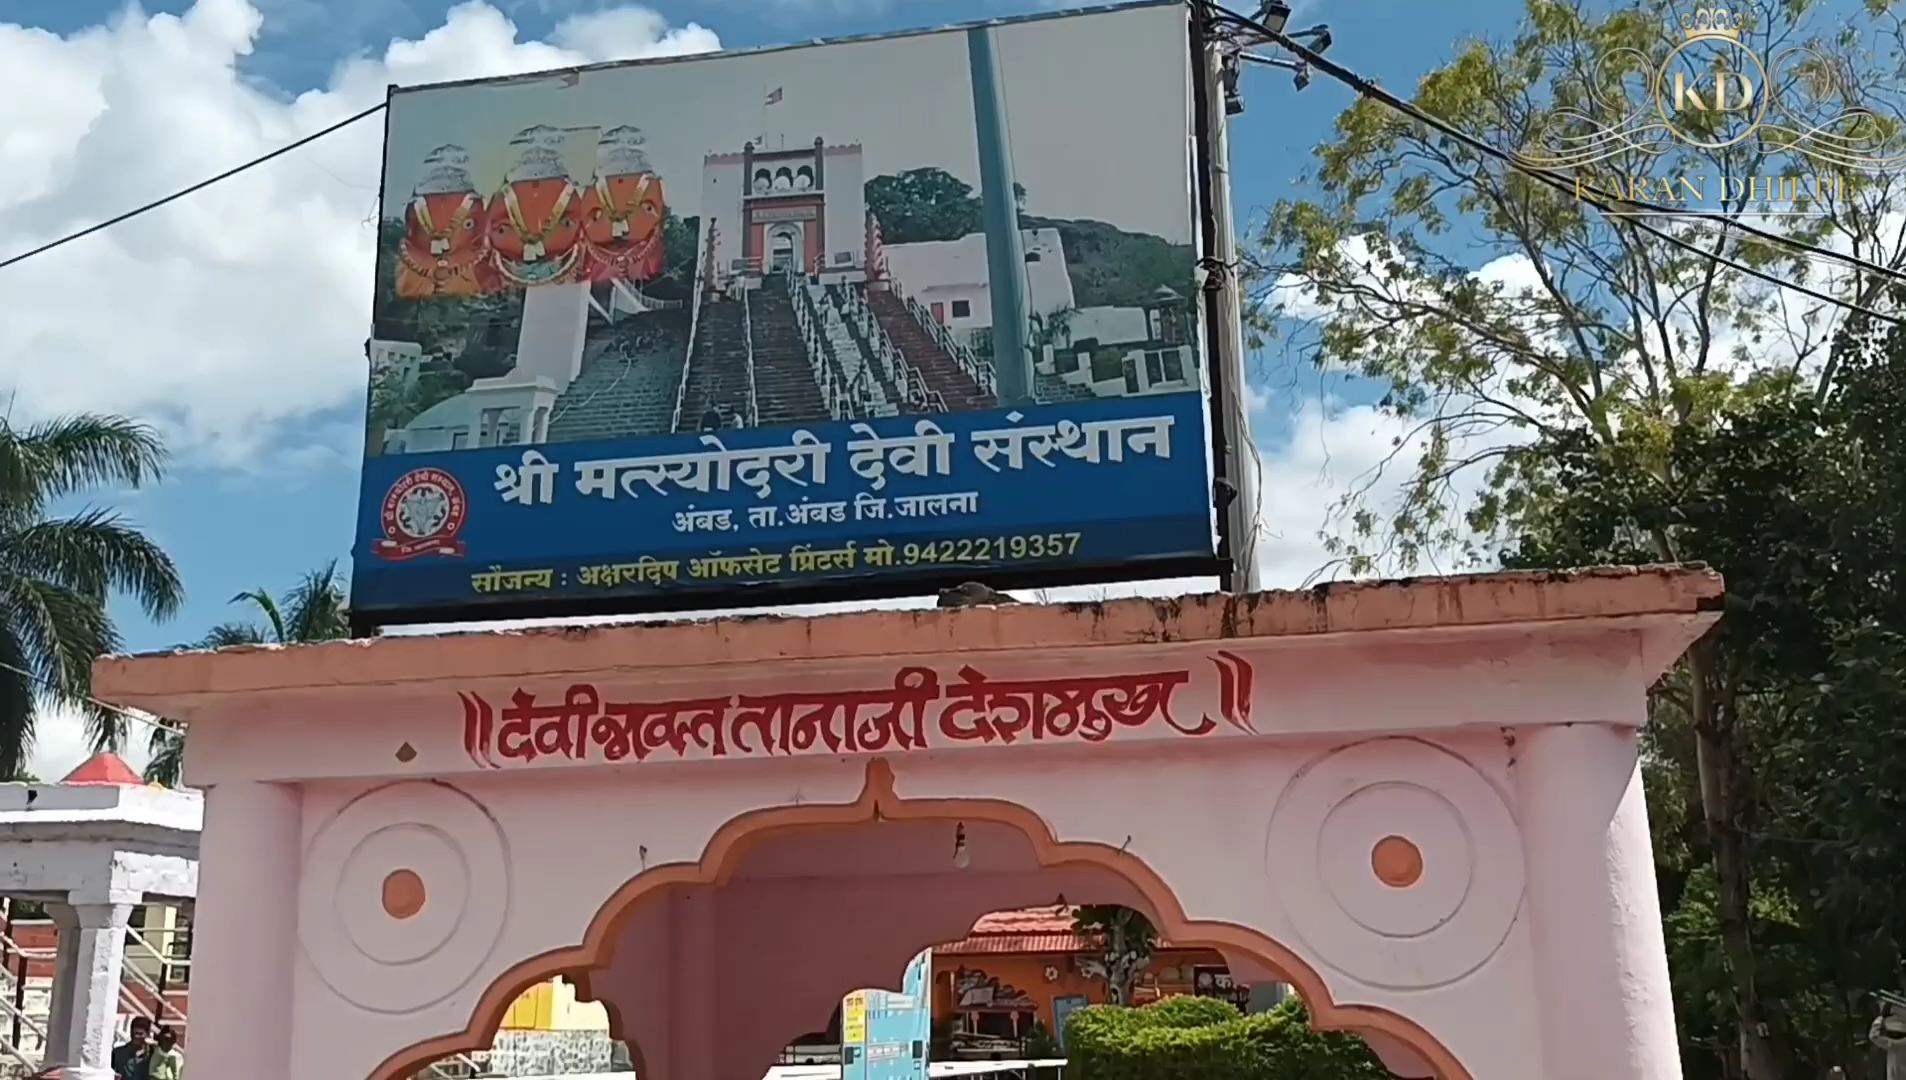 KD
KARAN DHILPE
श्री मत्स्योदरी देवी संस्थान
अंबड, ता.अंबड जि.जालना
सौजन्य : अक्षरदिप ऑफसेट प्रिंटर्स मो.9422219357
॥देवीभक्त तानाजी देशमुख॥